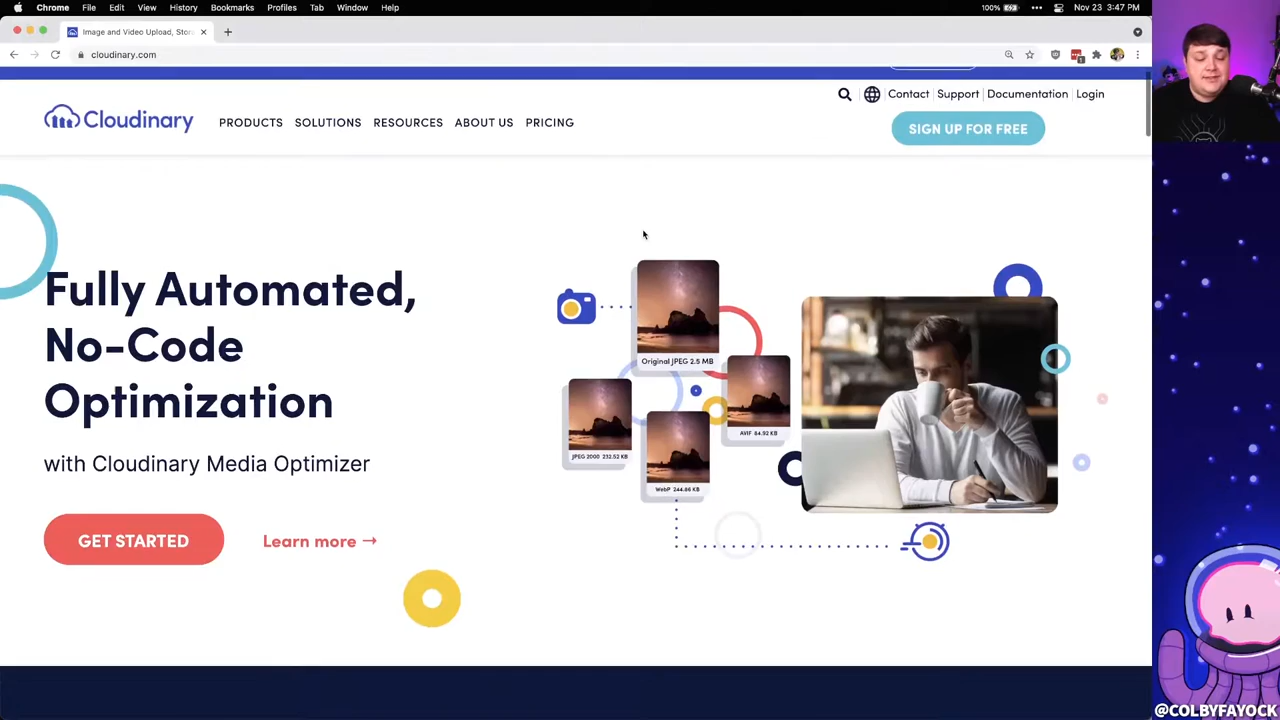 Chrome File Edit View History Bookmarks Profiles Tab Window Help
100% Nov 23 3:47 PM
Image and Video Upload, Stor
cloudinary.com
Contact Support Documentation Login
Cloudinary PRODUCTS SOLUTIONS RESOURCES ABOUT US PRICING
SIGN UP FOR FREE
Fully Automated,
No-Code
Optimization
with Cloudinary Media Optimizer
GET STARTED Learn more →
Original JPEG 2.5 MB
AVIF 84.92 KB
JPEG 2000 232.52 KB
WebP 244.86 KB
@COLBYFAYOCK